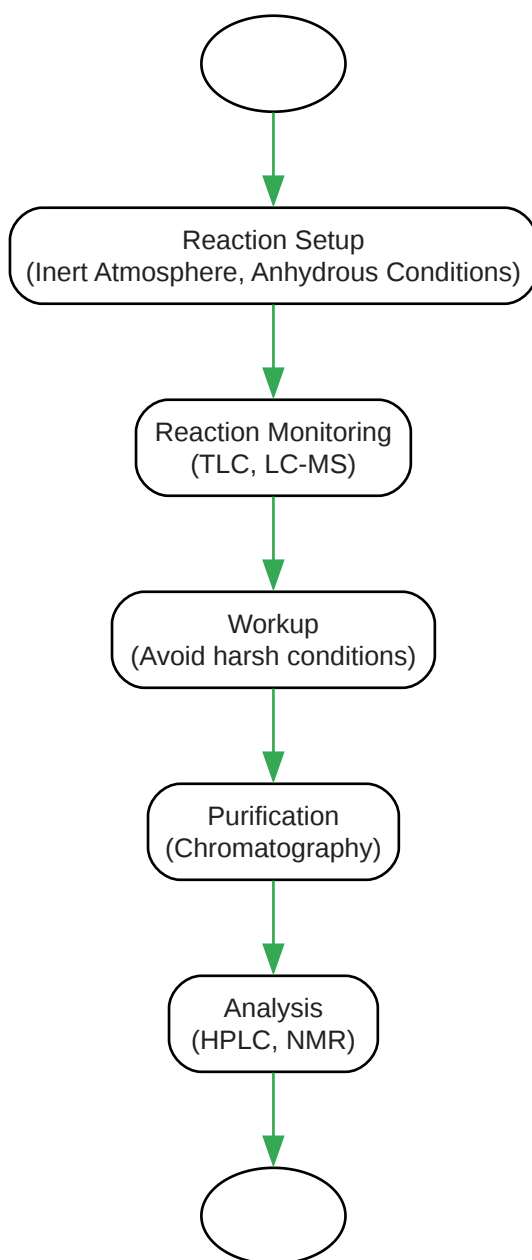 Reaction Setup
(Inert Atmosphere, Anhydrous Conditions)
Reaction Monitoring
(TLC, LC-MS)
Workup
(Avoid harsh conditions)
Purification
(Chromatography)
Analysis
(HPLC, NMR)